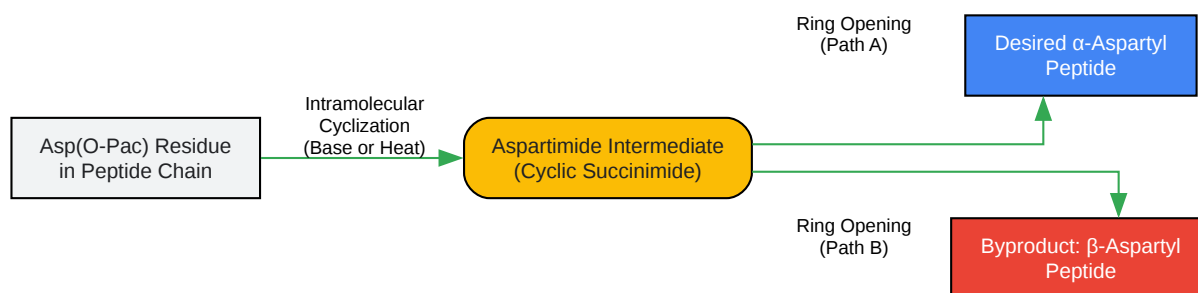 Asp(O-Pac) Residue
in Peptide Chain
Intramolecular
Cyclization
(Base or Heat)
Aspartimide Intermediate
(Cyclic Succinimide)
Ring Opening
(Path A)
Desired α-Aspartyl
Peptide
Ring Opening
(Path B)
Byproduct: β-Aspartyl
Peptide